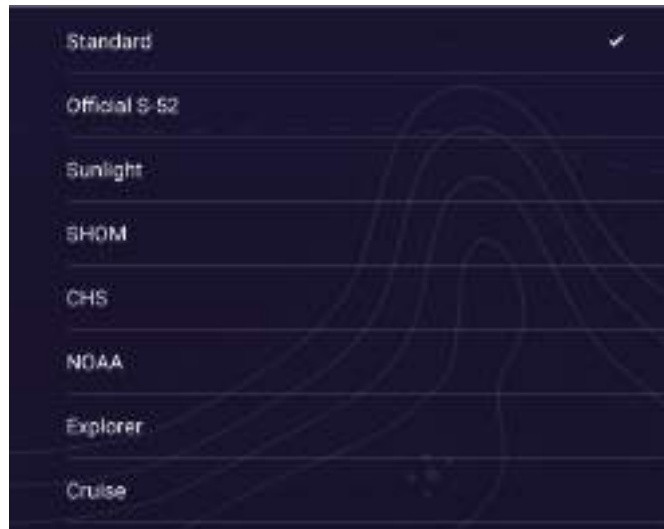 Standard
Official S-52
Sunlight
SHOM
CHS
NOAA
Explorer
Cruise